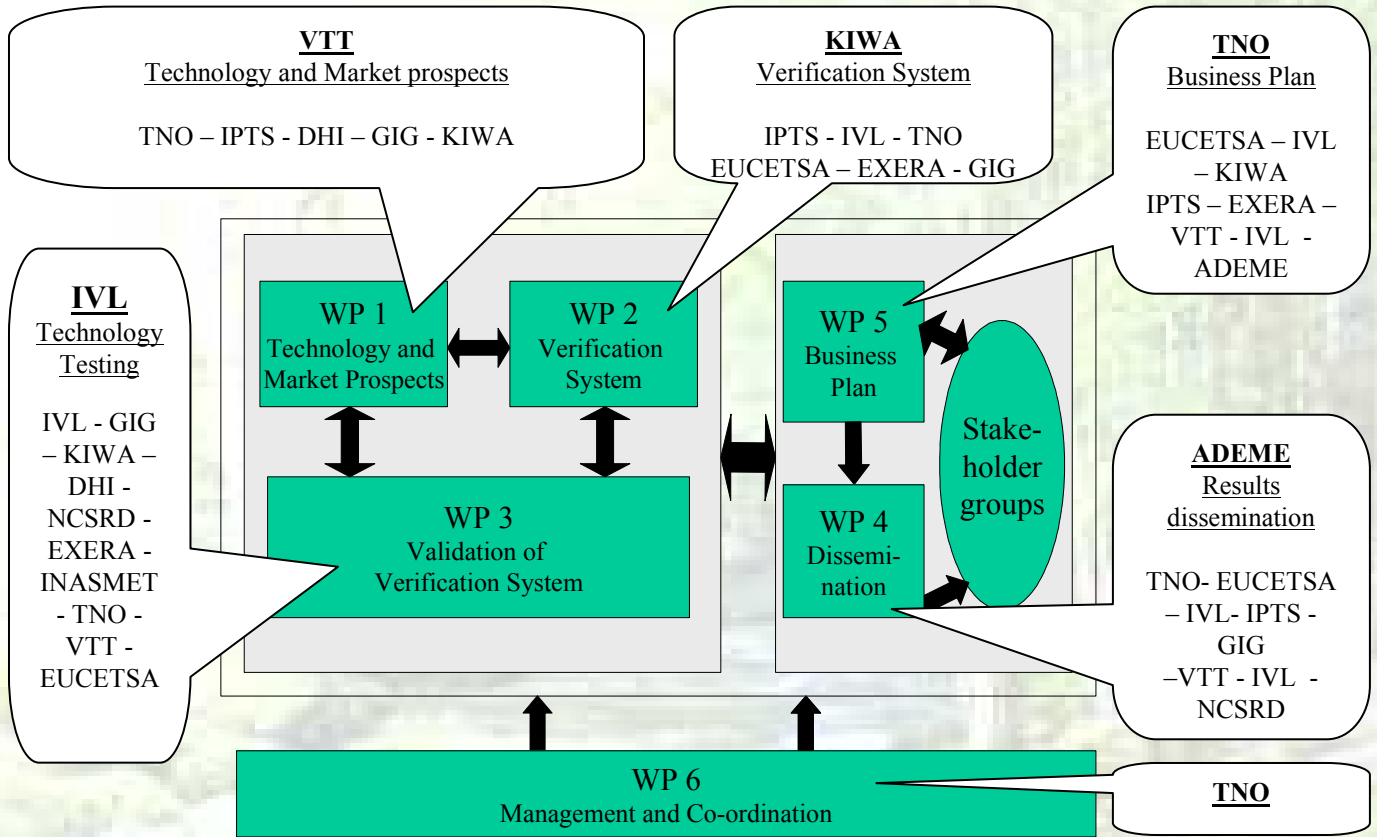 VTT
Technology and Market prospects
TNO – IPTS - DHI – GIG - KIWA
KIWA
Verification System
IPTS - IVL - TNO
EUCETSA – EXERA - GIG
TNO
Business Plan
EUCETSA – IVL
– KIWA
IPTS – EXERA –
VTT - IVL -
ADEME
IVL
Technology
Testing
IVL - GIG
– KIWA –
DHI -
NCSRD -
EXERA -
INASMET
- TNO -
VTT -
EUCETSA
WP 1
Technology and
Market Prospects
WP 2
Verification
System
WP 3
Validation of
Verification System
WP 5
Business
Plan
WP 4
Dissemi-
nation
Stake-
holder
groups
ADEME
Results
dissemination
TNO- EUCETSA
– IVL- IPTS -
GIG
–VTT - IVL -
NCSRD
WP 6
Management and Co-ordination
TNO